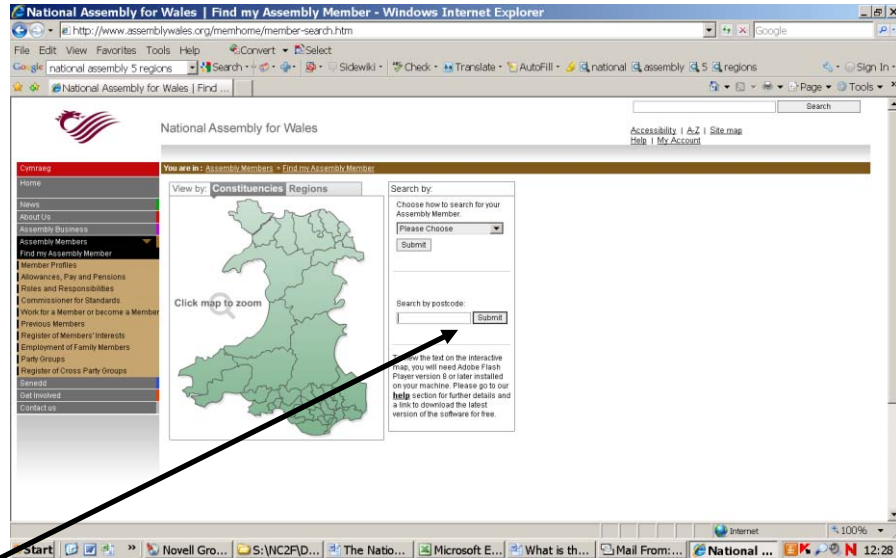 National Assembly for Wales | Find my Assembly Member - Windows Internet Explorer
http://www.assemblywales.org/memhome/member-search.htm
Google
File Edit View Favorites Tools Help Convert Select
Google national assembly 5 regions Search Sidewiki Check Translate AutoFill national assembly 5 regions Sign In
National Assembly for Wales | Find ... Page Tools
Search
National Assembly for Wales
Accessibility | A-Z | Site map
Help | My Account
Cymraeg
You are in : Assembly Members > Find my Assembly Member
Home
News
About Us
Assembly Business
Assembly Members
Find my Assembly Member
Member Profiles
Allowances, Pay and Pensions
Roles and Responsibilities
Commissioner for Standards
Work for a Member or become a Member
Previous Members
Register of Members' Interests
Employment of Family Members
Party Groups
Register of Cross Party Groups
Senedd
Get Involved
Contact us
View by: Constituencies Regions
Click map to zoom
Search by:
Choose how to search for your
Assembly Member.
Please Choose
Submit
Search by postcode:
Submit
To view the text on the interactive
map, you will need Adobe Flash
Player version 8 or later installed
on your machine. Please go to our
help section for further details and
a link to download the latest
version of the software for free.
Internet 100%
Start Novell Gro... S:\NC2F\D... The Natio... Microsoft E... What is th... Mail From:... National ... 12:28